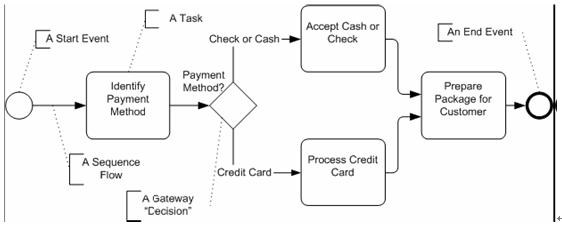 A Start Event
A Task
Check or Cash
Accept Cash or
Check
An End Event
Identify
Payment
Method
Payment
Method?
Prepare
Package for
Customer
A Sequence
Flow
Credit Card
Process Credit
Card
A Gateway
“Decision”